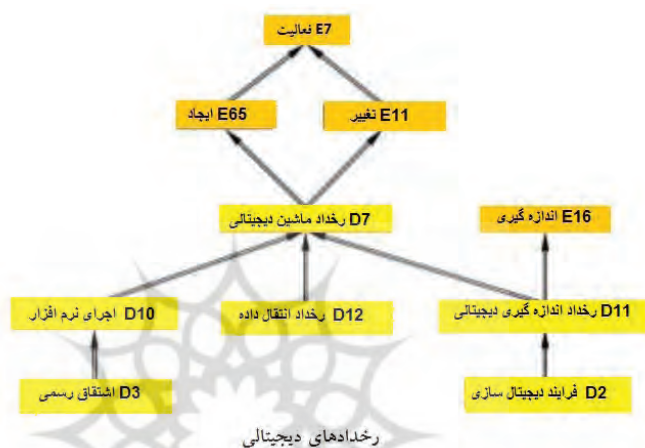 E7 فعالیت
E65 ایجاد
E11 تغییر
D7 رخداد ماشین دیجیتالی
E16 اندازه گیری
D10 اجرای نرم افزار
D12 رخداد انتقال داده
D11 رخداد اندازه گیری دیجیتالی
D3 اشتقاق رسمی
D2 فرایند دیجیتال سازی
رخدادهای دیجیتالی